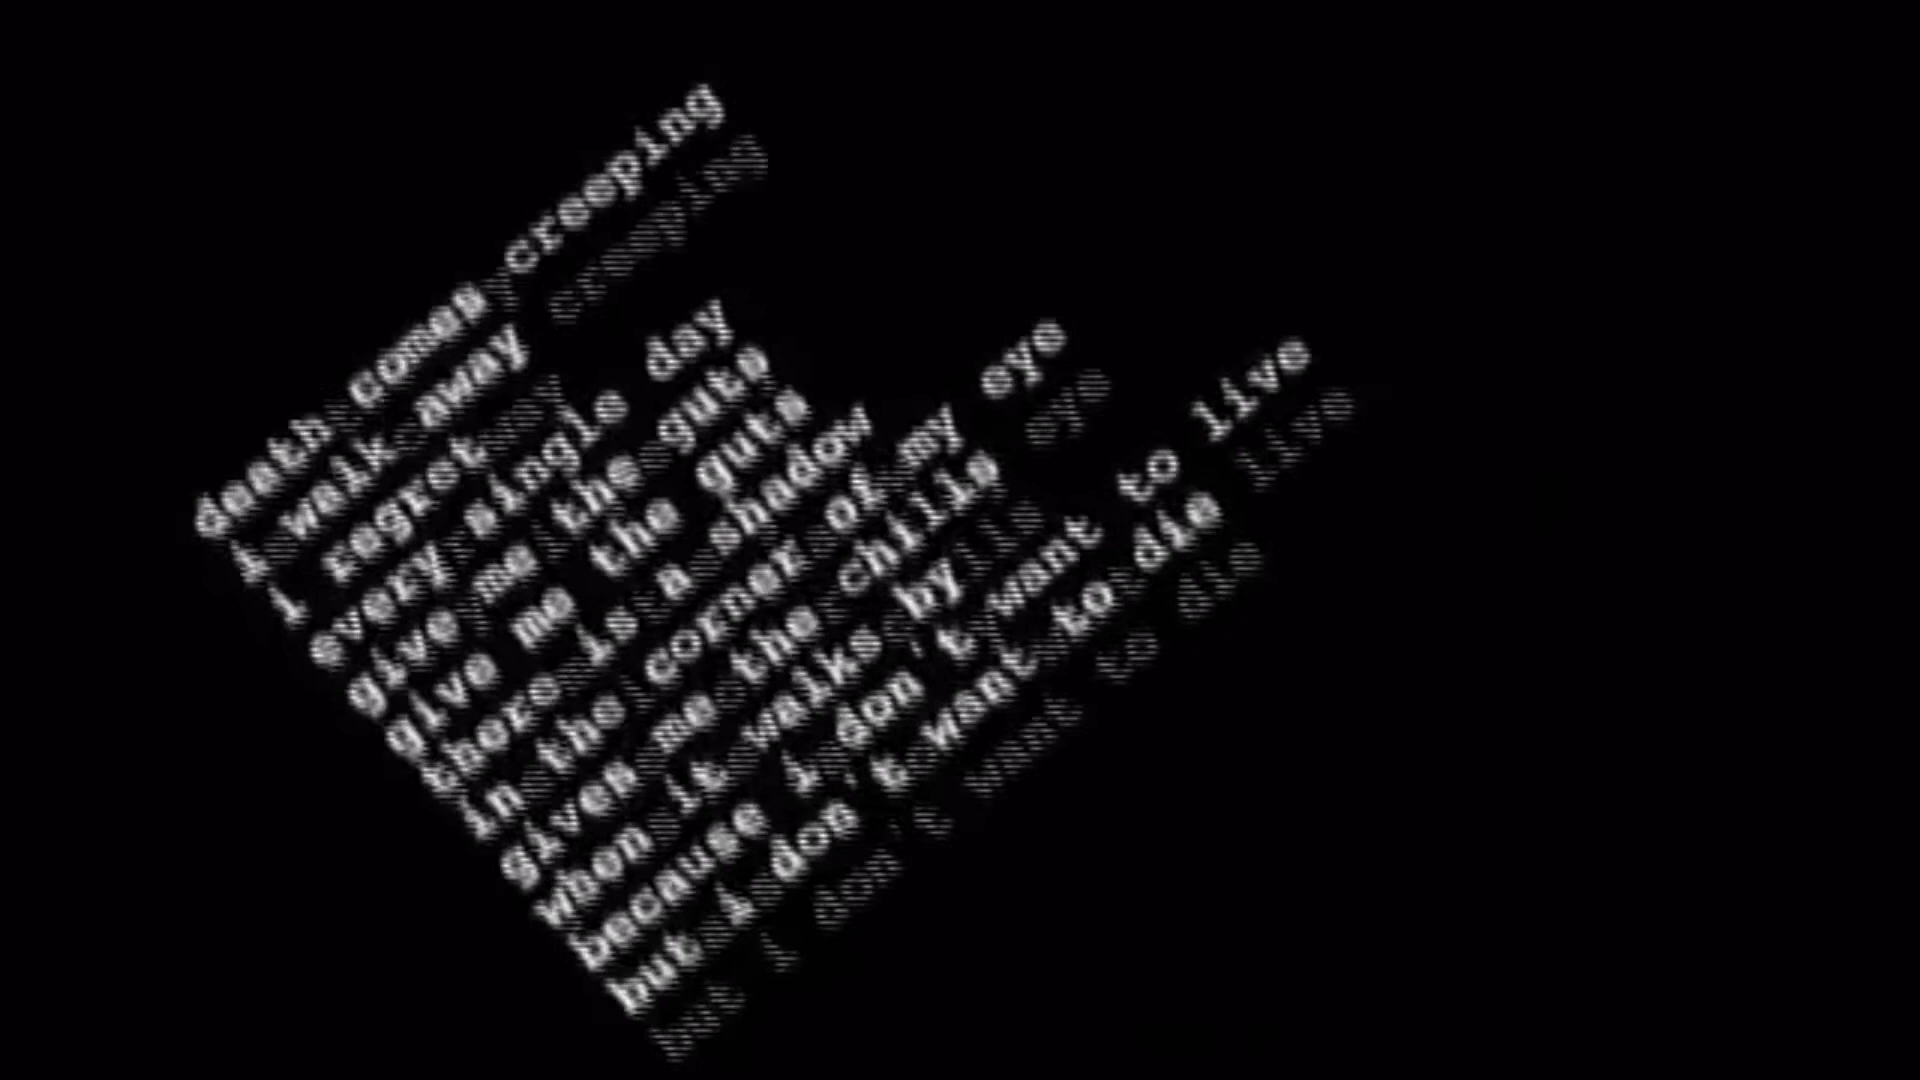 death comes creeping
i walk away
i regret
every single day
give me the guts
give me the guts
there is a shadow
in the corner of my eye
gives me the chills
when it walks by
because i don't want to live
but i don't want to die